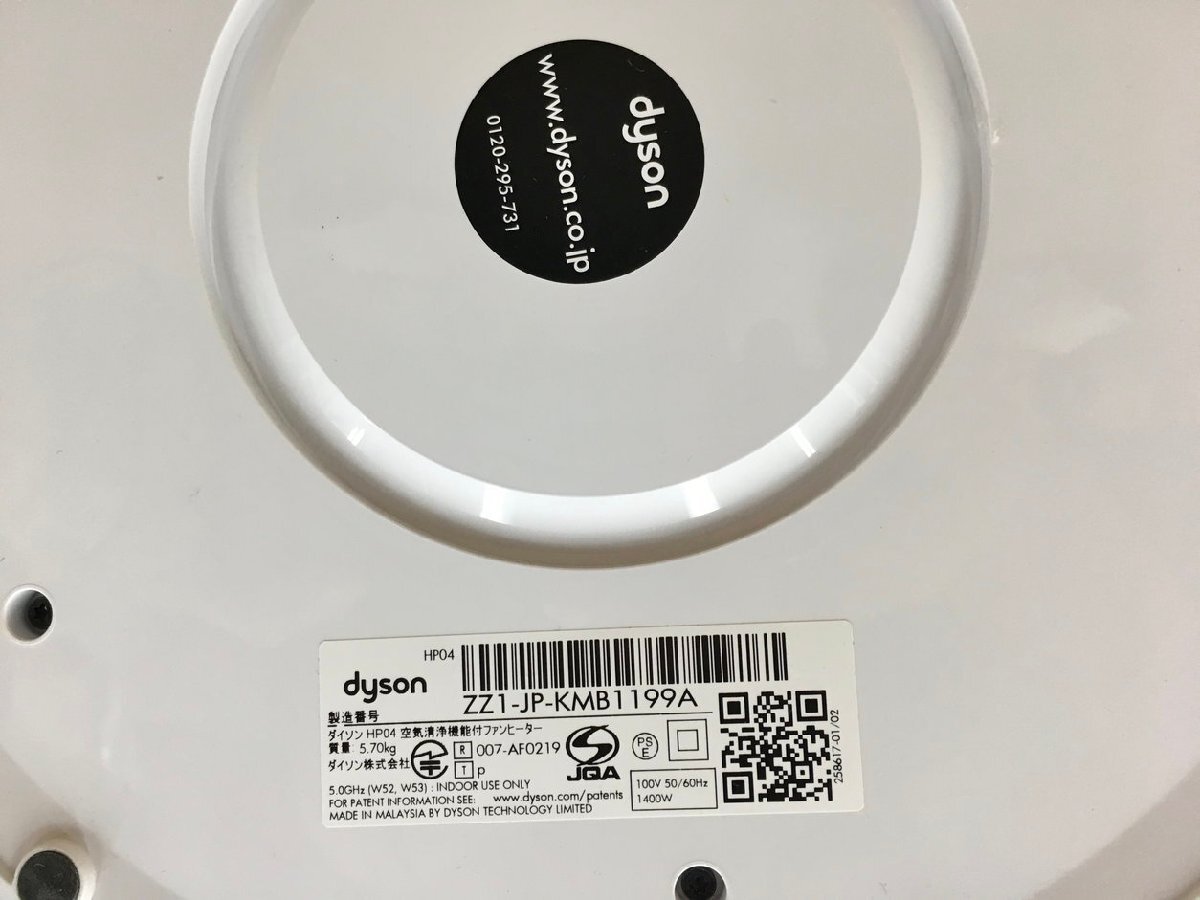 dyson
www.dyson.co.jp
0120-295-731
HP04
dyson
ZZ1-JP-KMB1199A
製造番号
ダイソン HP04 空気清浄機能付ファンヒーター
質量: 5.70kg
ダイソン株式会社
R 007-AF0219
T p
JQA
PS
E
5.0GHz (W52, W53) : INDOOR USE ONLY
FOR PATENT INFORMATION SEE: www.dyson.com/patents
MADE IN MALAYSIA BY DYSON TECHNOLOGY LIMITED
100V 50/60Hz
1400W
258617-01/02